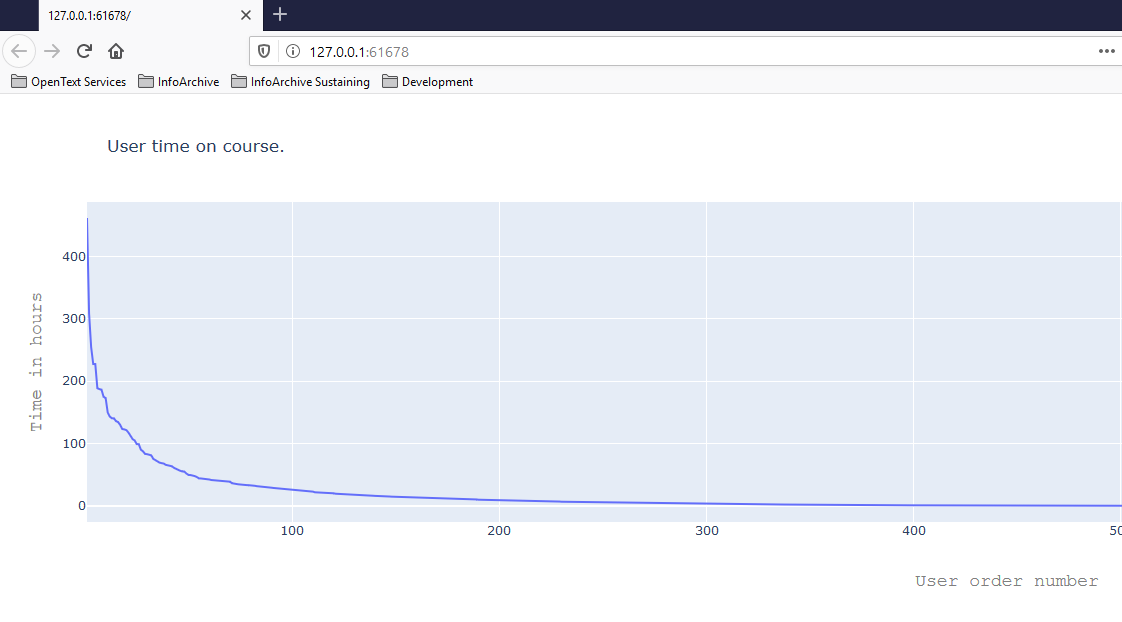 127.0.0.1:61678/
127.0.0.1:61678
OpenText Services InfoArchive InfoArchive Sustaining Development
User time on course.
Time in hours
400
300
200
100
0
100 200 300 400 50
User order number